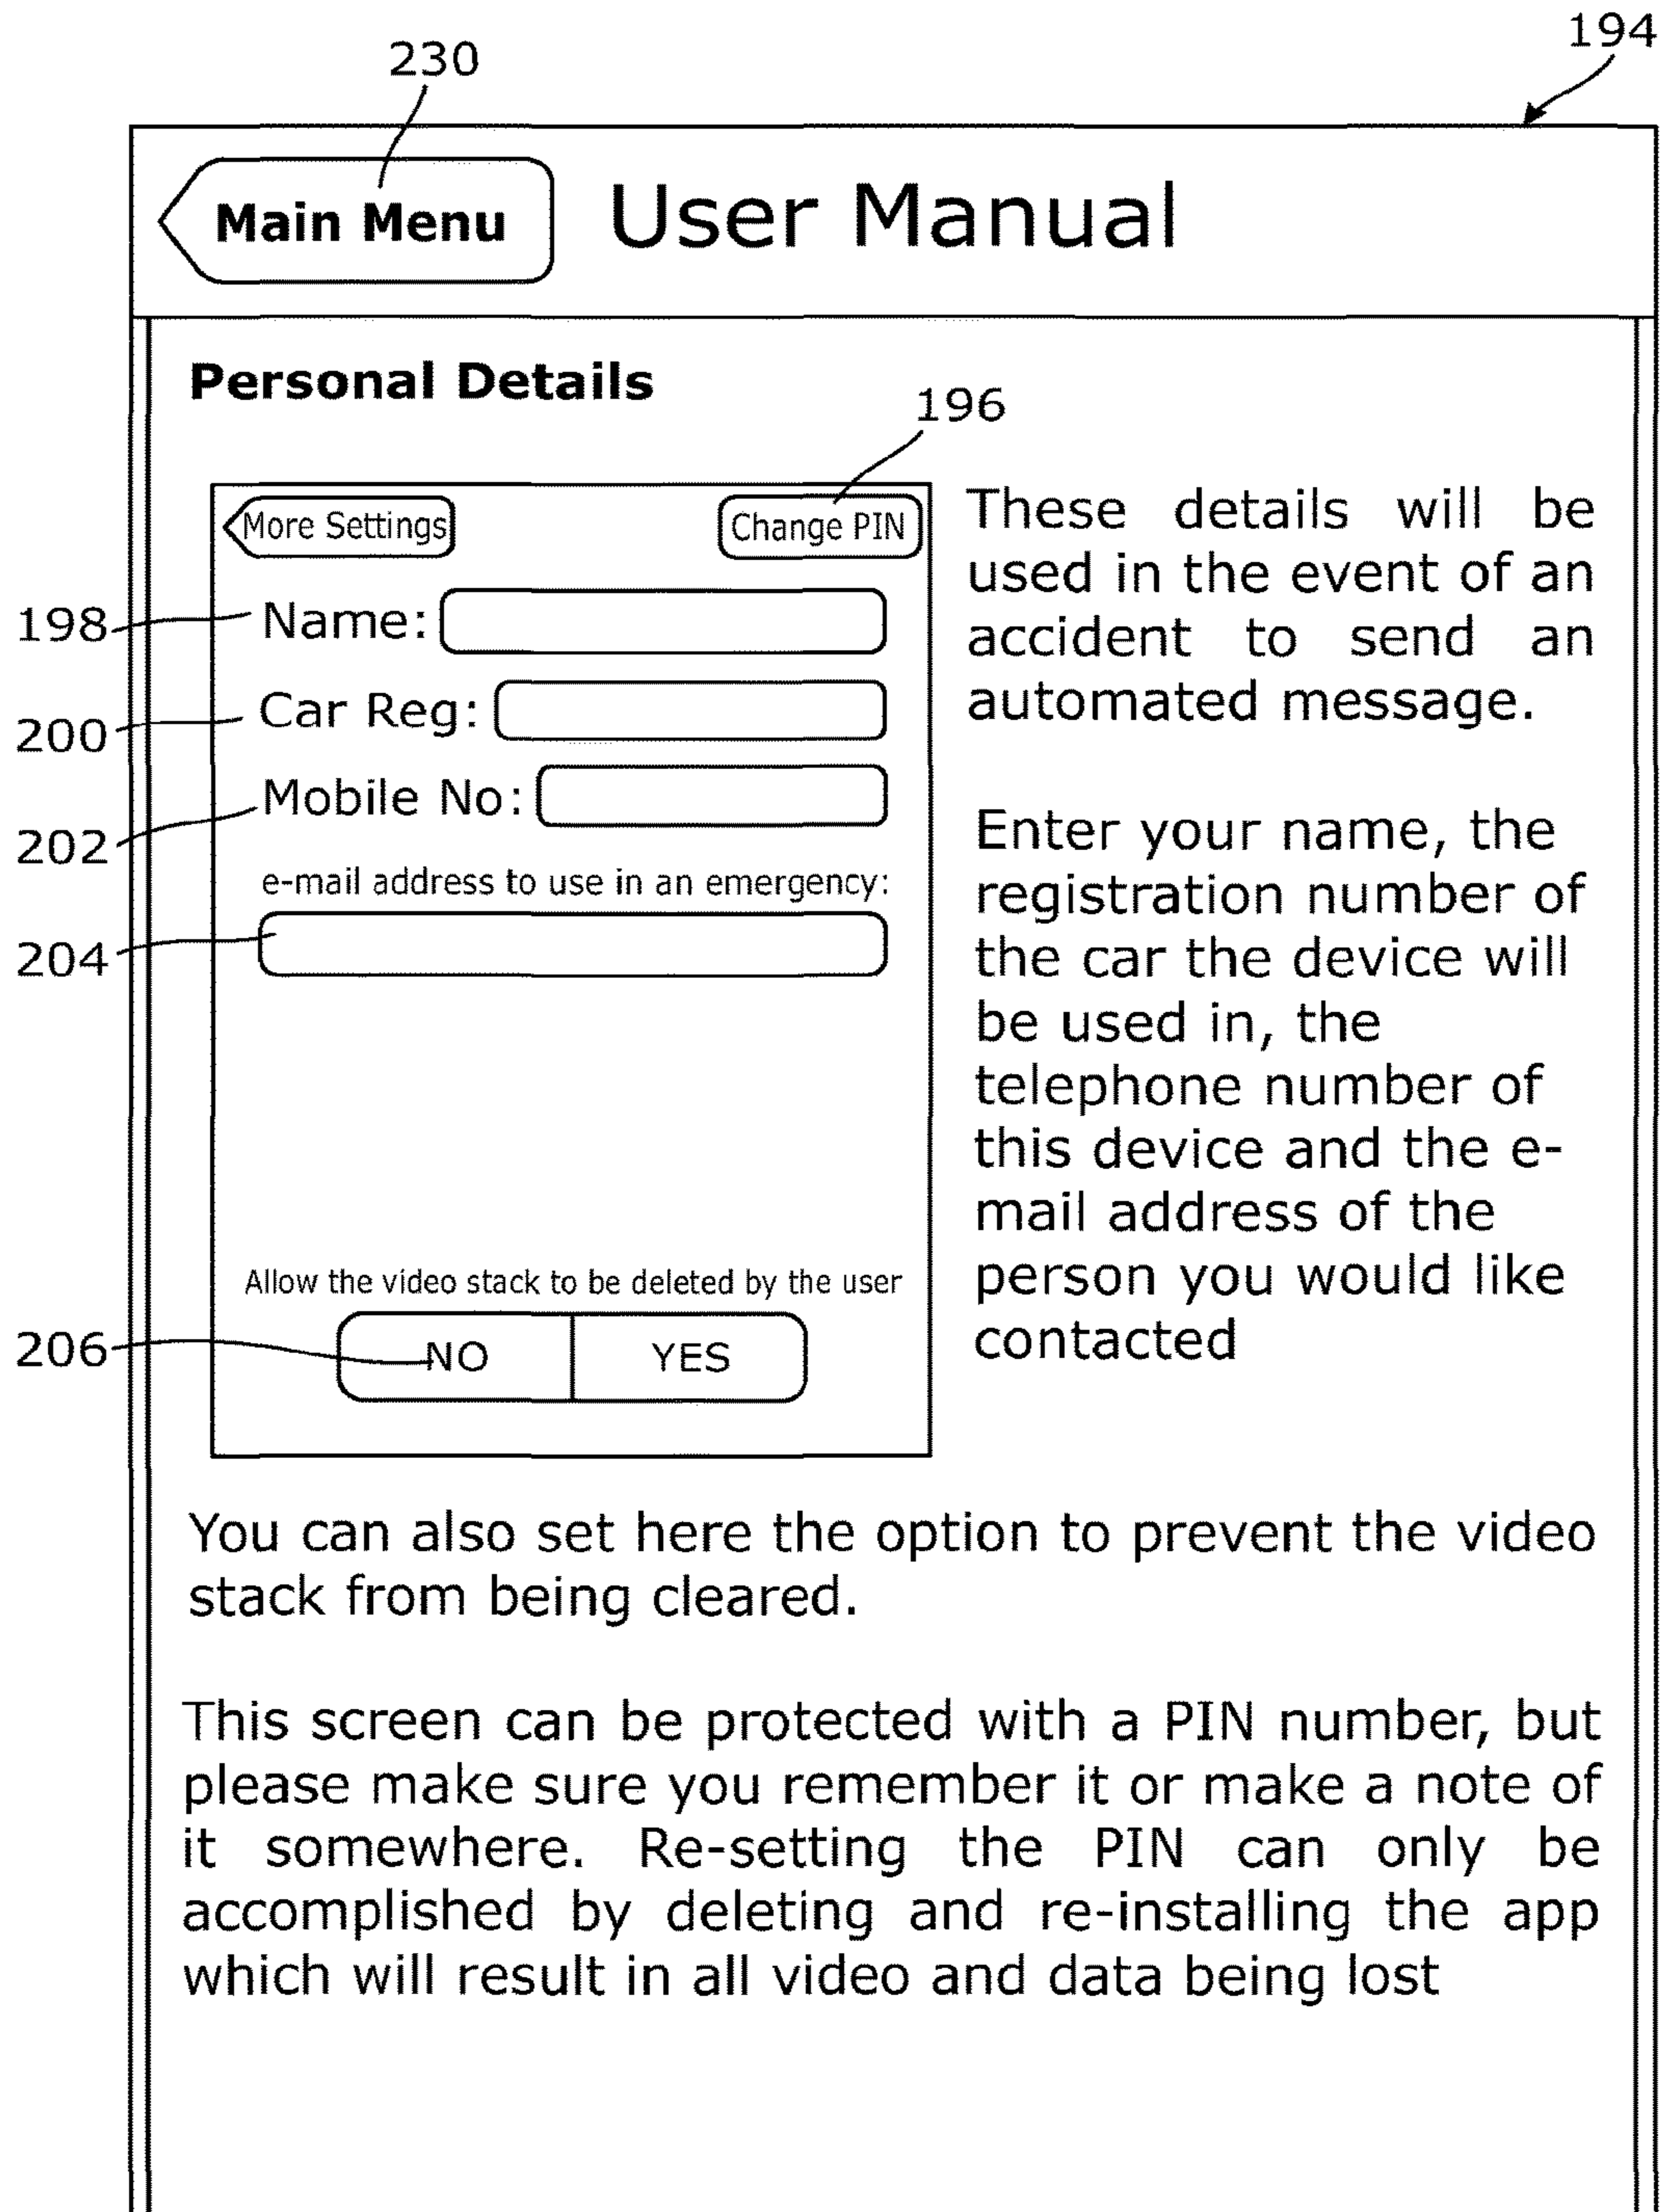 194
230
Main Menu
User Manual
Personal Details
196
More Settings
Change PIN
198
Name:
200
Car Reg:
202
Mobile No:
e-mail address to use in an emergency:
204
Allow the video stack to be deleted by the user
206
NO
YES
These details will be
used in the event of an
accident to send an
automated message.
Enter your name, the
registration number of
the car the device will
be used in, the
telephone number of
this device and the e-
mail address of the
person you would like
contacted
You can also set here the option to prevent the video
stack from being cleared.
This screen can be protected with a PIN number, but
please make sure you remember it or make a note of
it somewhere. Re-setting the PIN can only be
accomplished by deleting and re-installing the app
which will result in all video and data being lost